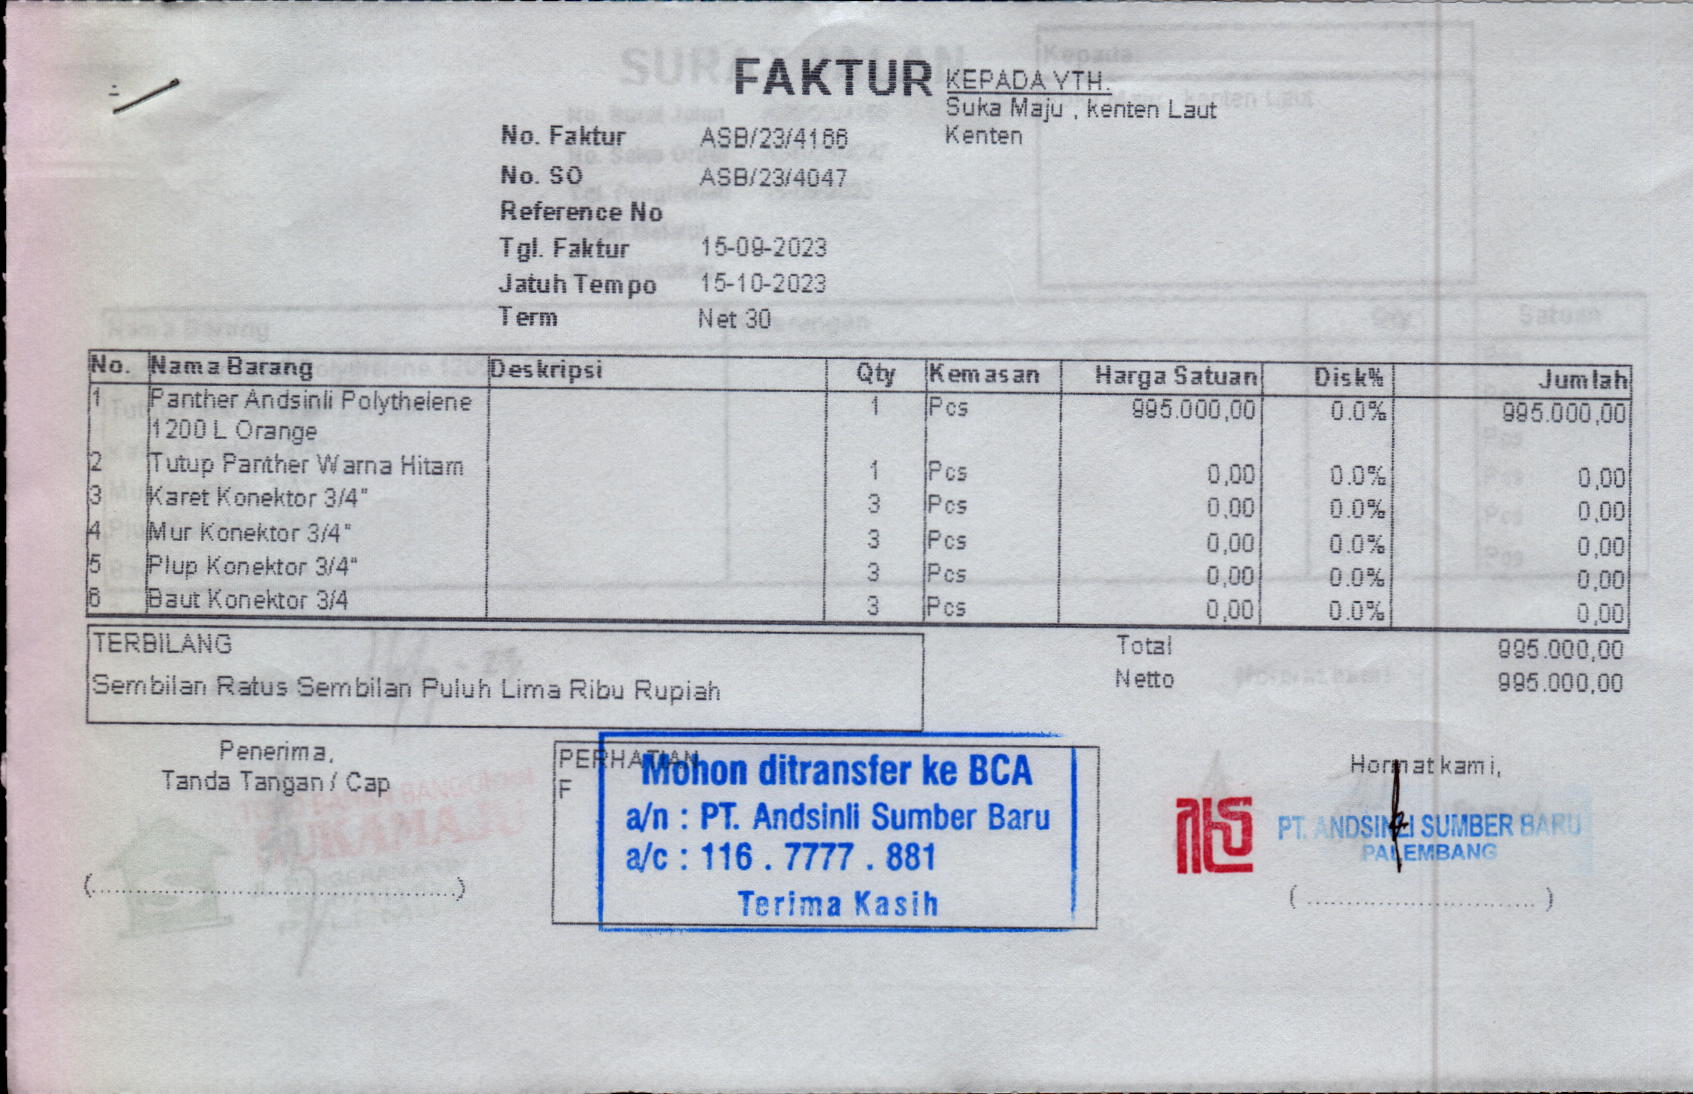 FAKTUR
KEPADA YTH.
Suka Maju , kenten Laut
Kenten
No. Faktur ASB/23/4166
No. SO ASB/23/4047
Reference No
Tgl. Faktur 15-09-2023
Jatuh Tempo 15-10-2023
Term Net 30
No. Nama Barang Deskripsi Qty Kemasan Harga Satuan Disk% Jumlah
1 Panther Andsinli Polythelene 1 Pcs 995.000,00 0.0% 995.000,00
1200 L Orange
2 Tutup Panther Warna Hitam 1 Pcs 0,00 0.0% 0,00
3 Karet Konektor 3/4" 3 Pcs 0,00 0.0% 0,00
4 Mur Konektor 3/4" 3 Pcs 0,00 0.0% 0,00
5 Plup Konektor 3/4" 3 Pcs 0,00 0.0% 0,00
6 Baut Konektor 3/4 3 Pcs 0,00 0.0% 0,00
TERBILANG
Sembilan Ratus Sembilan Puluh Lima Ribu Rupiah
Total 995.000,00
Netto 995.000,00
Penerima,
Tanda Tangan / Cap
(..............................)
PERHATIAN
F
Mohon ditransfer ke BCA
a/n : PT. Andsinli Sumber Baru
a/c : 116 . 7777 . 881
Terima Kasih
Hormat kami,
PT. ANDSINLI SUMBER BARU
PALEMBANG
(..............................)